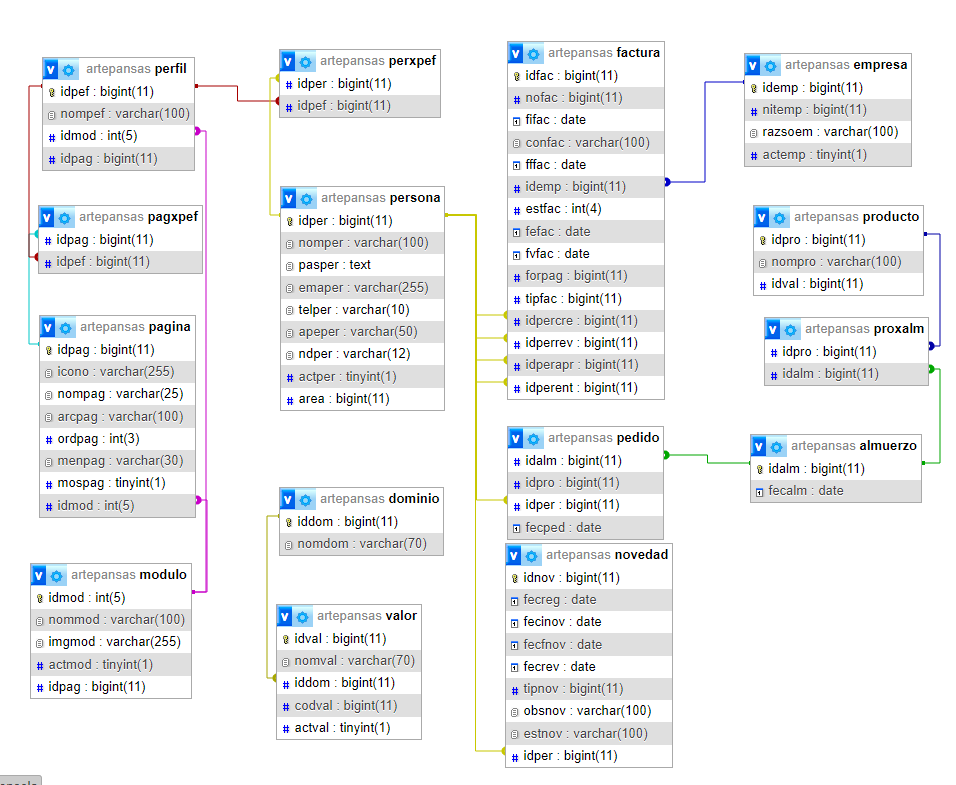 artepansas perfil
idpef : bigint(11)
nompef : varchar(100)
idmod : int(5)
idpag : bigint(11)
artepansas pagxpef
idpag : bigint(11)
idpef : bigint(11)
artepansas pagina
idpag : bigint(11)
icono : varchar(255)
nompag : varchar(25)
arcpag : varchar(100)
ordpag : int(3)
menpag : varchar(30)
mospag : tinyint(1)
idmod : int(5)
artepansas modulo
idmod : int(5)
nommod : varchar(100)
imgmod : varchar(255)
actmod : tinyint(1)
idpag : bigint(11)
artepansas perxpef
idper : bigint(11)
idpef : bigint(11)
artepansas persona
idper : bigint(11)
nomper : varchar(100)
pasper : text
emaper : varchar(255)
telper : varchar(10)
apeper : varchar(50)
ndper : varchar(12)
actper : tinyint(1)
area : bigint(11)
artepansas dominio
iddom : bigint(11)
nomdom : varchar(70)
artepansas valor
idval : bigint(11)
nomval : varchar(70)
iddom : bigint(11)
codval : bigint(11)
actval : tinyint(1)
artepansas factura
idfac : bigint(11)
nofac : bigint(11)
fifac : date
confac : varchar(100)
fffac : date
idemp : bigint(11)
estfac : int(4)
fefac : date
fvfac : date
forpag : bigint(11)
tipfac : bigint(11)
idpercre : bigint(11)
idperrev : bigint(11)
idperapr : bigint(11)
idperent : bigint(11)
artepansas pedido
idalm : bigint(11)
idpro : bigint(11)
idper : bigint(11)
fecped : date
artepansas novedad
idnov : bigint(11)
fecreg : date
fecinov : date
fecfnov : date
fecrev : date
tipnov : bigint(11)
obsnov : varchar(100)
estnov : varchar(100)
idper : bigint(11)
artepansas empresa
idemp : bigint(11)
nitemp : bigint(11)
razsoem : varchar(100)
actemp : tinyint(1)
artepansas producto
idpro : bigint(11)
nompro : varchar(100)
idval : bigint(11)
artepansas proxalm
idpro : bigint(11)
idalm : bigint(11)
artepansas almuerzo
idalm : bigint(11)
fecalm : date